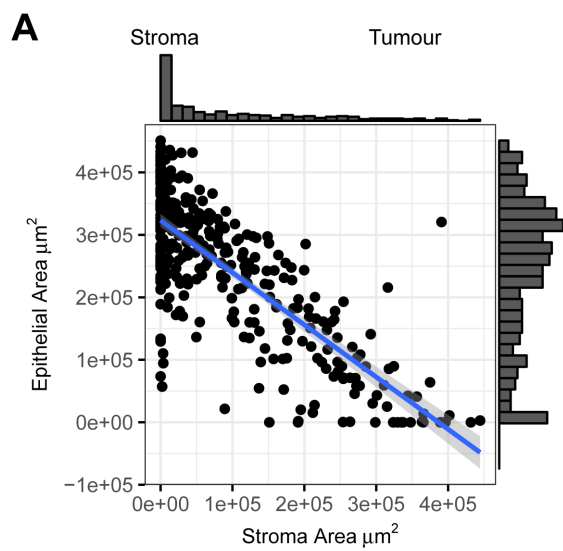 A
Stroma Tumour
4e+05
3e+05
2e+05
1e+05
0e+00
−1e+05
Epithelial Area μm²
0e+00 1e+05 2e+05 3e+05 4e+05
Stroma Area μm²